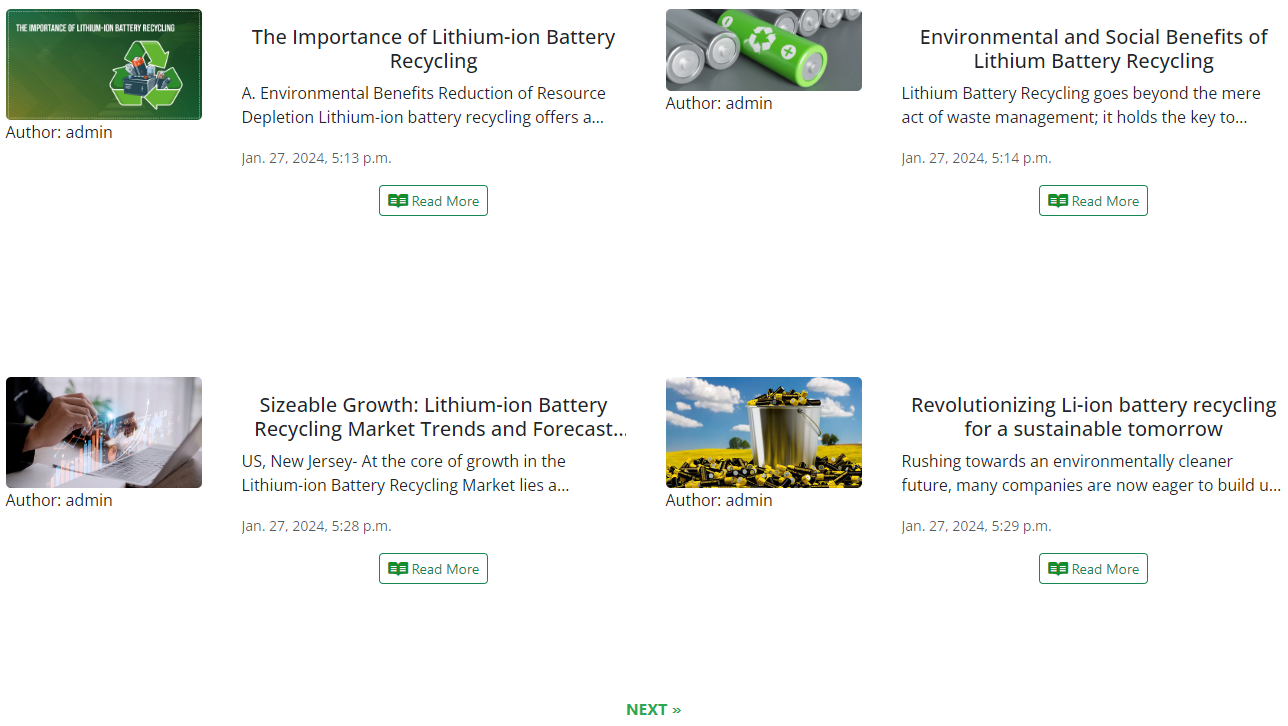 THE IMPORTANCE OF LITHIUM-ION BATTERY RECYCLING
Author: admin
The Importance of Lithium-ion Battery
Recycling
A. Environmental Benefits Reduction of Resource
Depletion Lithium-ion battery recycling offers a...
Jan. 27, 2024, 5:13 p.m.
Read More
Author: admin
Environmental and Social Benefits of
Lithium Battery Recycling
Lithium Battery Recycling goes beyond the mere
act of waste management; it holds the key to...
Jan. 27, 2024, 5:14 p.m.
Read More
Author: admin
Sizeable Growth: Lithium-ion Battery
Recycling Market Trends and Forecast...
US, New Jersey- At the core of growth in the
Lithium-ion Battery Recycling Market lies a...
Jan. 27, 2024, 5:28 p.m.
Read More
Author: admin
Revolutionizing Li-ion battery recycling
for a sustainable tomorrow
Rushing towards an environmentally cleaner
future, many companies are now eager to build u...
Jan. 27, 2024, 5:29 p.m.
Read More
NEXT »